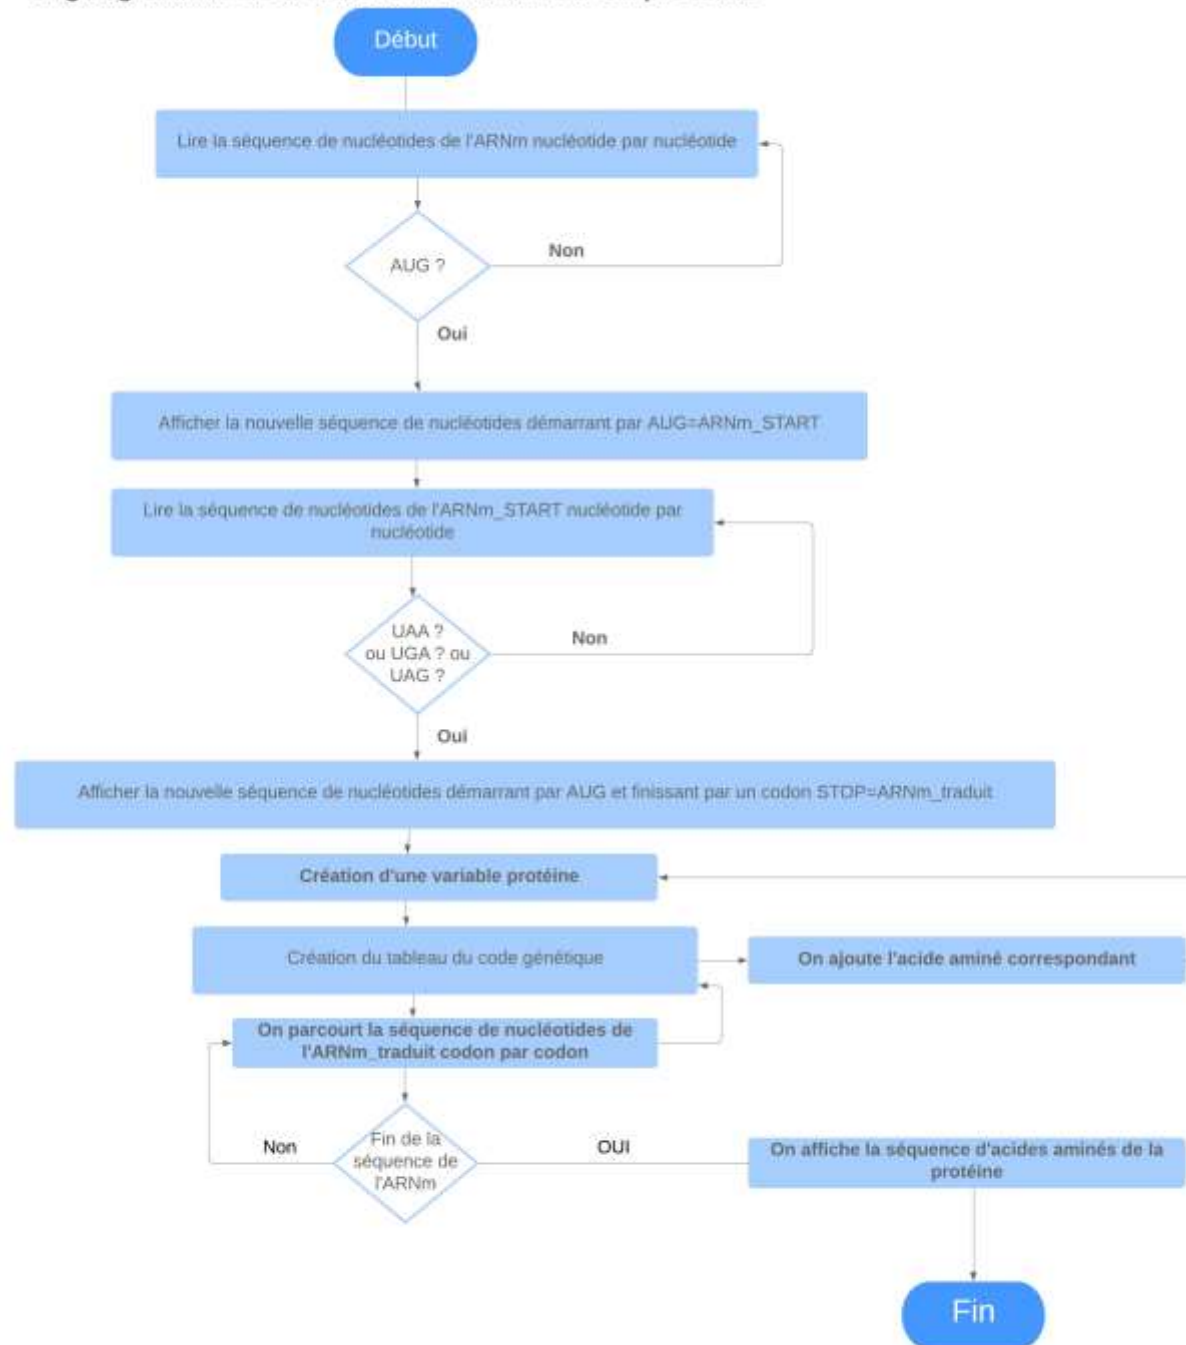 Début
Lire la séquence de nucléotides de l'ARNm nucléotide par nucléotide
AUG ?
Non
Oui
Afficher la nouvelle séquence de nucléotides démarrant par AUG=ARNm_START
Lire la séquence de nucléotides de l'ARNm_START nucléotide par
nucléotide
UAA ?
ou UGA ? ou
UAG ?
Non
Oui
Afficher la nouvelle séquence de nucléotides démarrant par AUG et finissant par un codon STOP=ARNm_traduit
Création d'une variable protéine
Création du tableau du code génétique
On ajoute l'acide aminé correspondant
On parcourt la séquence de nucléotides de
l'ARNm_traduit codon par codon
Non
Fin de la
séquence de
l'ARNm
OUI
On affiche la séquence d'acides aminés de la
protéine
Fin